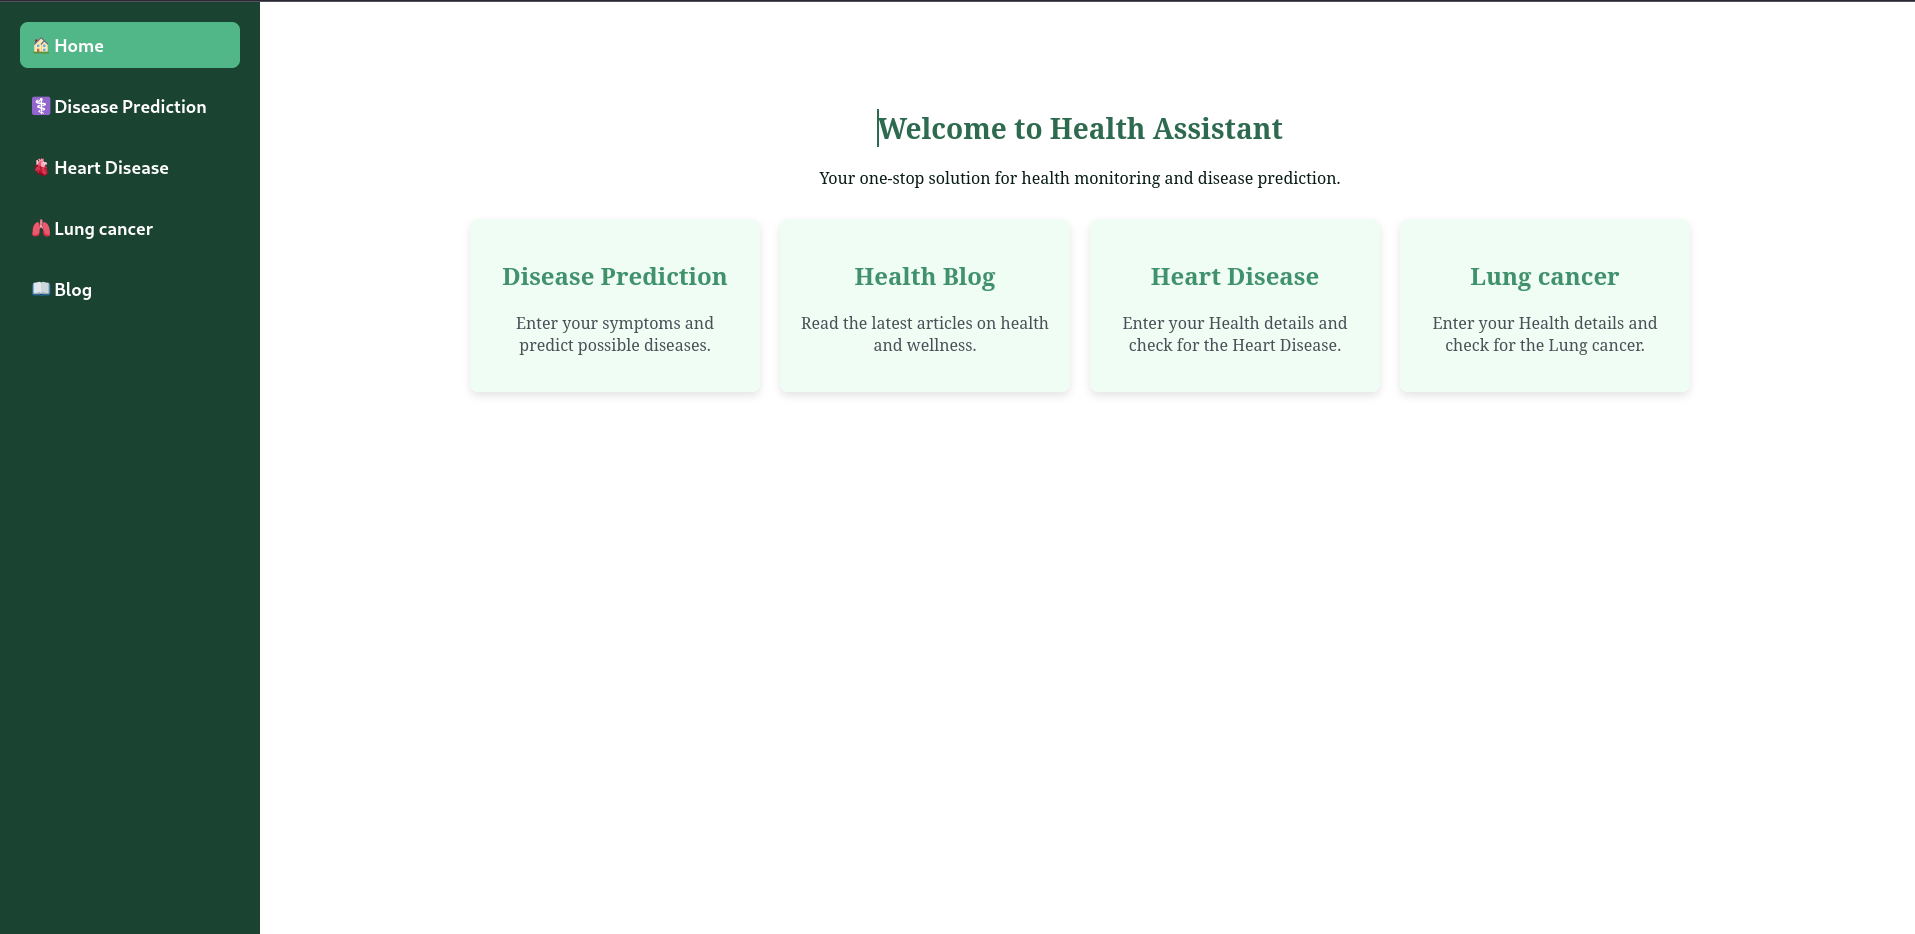 Home
Disease Prediction
Heart Disease
Lung cancer
Blog
Welcome to Health Assistant
Your one-stop solution for health monitoring and disease prediction.
Disease Prediction
Enter your symptoms and
predict possible diseases.
Health Blog
Read the latest articles on health
and wellness.
Heart Disease
Enter your Health details and
check for the Heart Disease.
Lung cancer
Enter your Health details and
check for the Lung cancer.